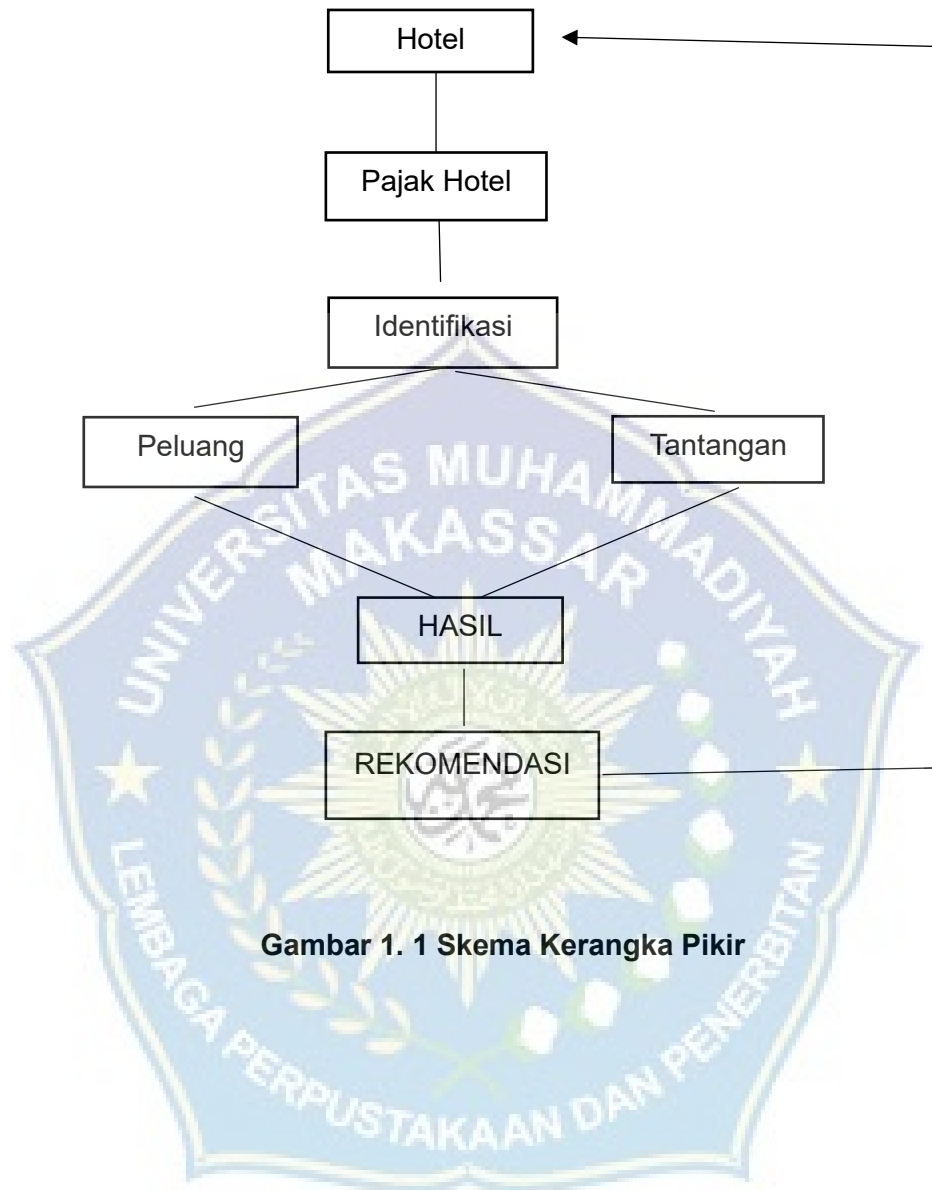 Hotel
Pajak Hotel
Identifikasi
Peluang
Tantangan
UNIVERSITAS MUHAMMADIYAH
MAKASSAR
HASIL
REKOMENDASI
Gambar 1. 1 Skema Kerangka Pikir
LEMBAGA PERPUSTAKAAN DAN PENERBITAN